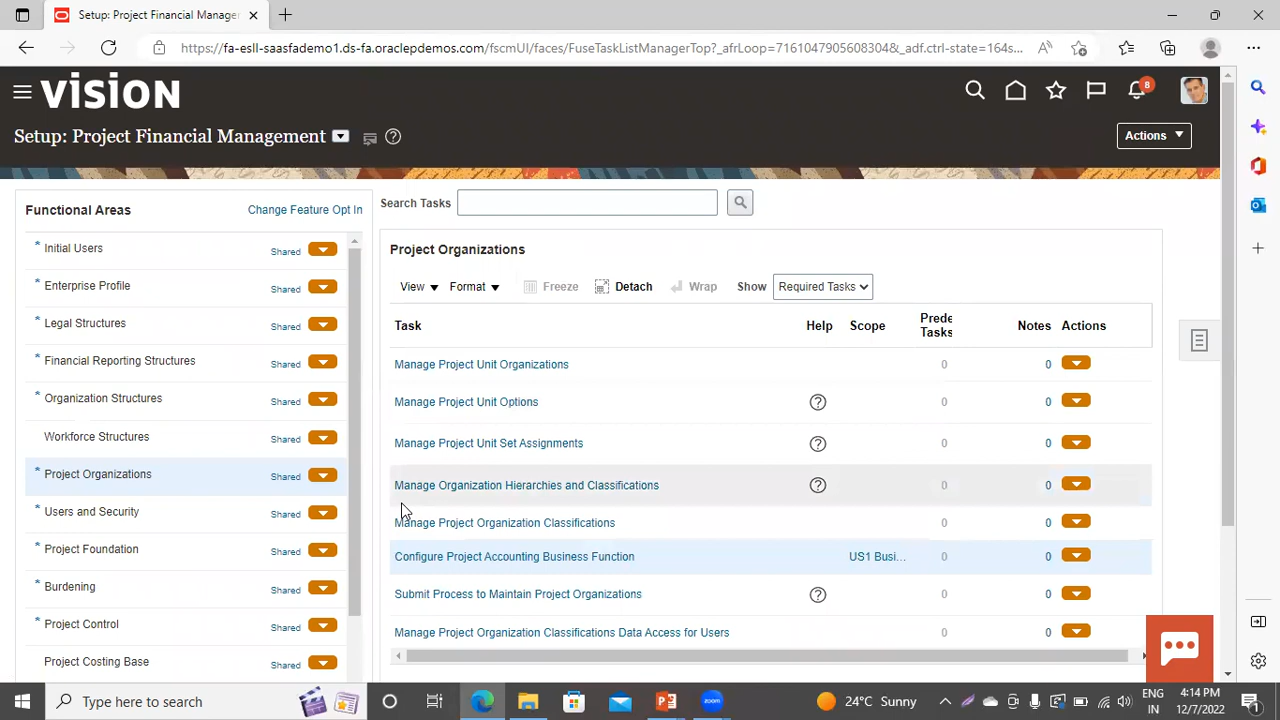 Setup: Project Financial Manage
https://fa-esll-saasfademo1.ds-fa.oraclepdemos.com/fscmUI/faces/FuseTaskListManagerTop?_afrLoop=71610479056083048&_adf.ctrl-state=164s...
VISION
8
Setup: Project Financial Management
Actions
Functional Areas
Change Feature Opt In
* Initial Users Shared
* Enterprise Profile Shared
* Legal Structures Shared
* Financial Reporting Structures Shared
* Organization Structures Shared
Workforce Structures Shared
* Project Organizations Shared
* Users and Security Shared
* Project Foundation Shared
* Burdening Shared
* Project Control Shared
Project Costing Base Shared
Search Tasks
Project Organizations
View Format Freeze Detach Wrap Show Required Tasks
Task Help Scope Prede Tasks Notes Actions
Manage Project Unit Organizations 0 0
Manage Project Unit Options 0 0
Manage Project Unit Set Assignments 0 0
Manage Organization Hierarchies and Classifications 0 0
Manage Project Organization Classifications 0 0
Configure Project Accounting Business Function US1 Busi... 0 0
Submit Process to Maintain Project Organizations 0 0
Manage Project Organization Classifications Data Access for Users 0 0
Type here to search
24°C Sunny
ENG
IN
4:14 PM
12/7/2022
1